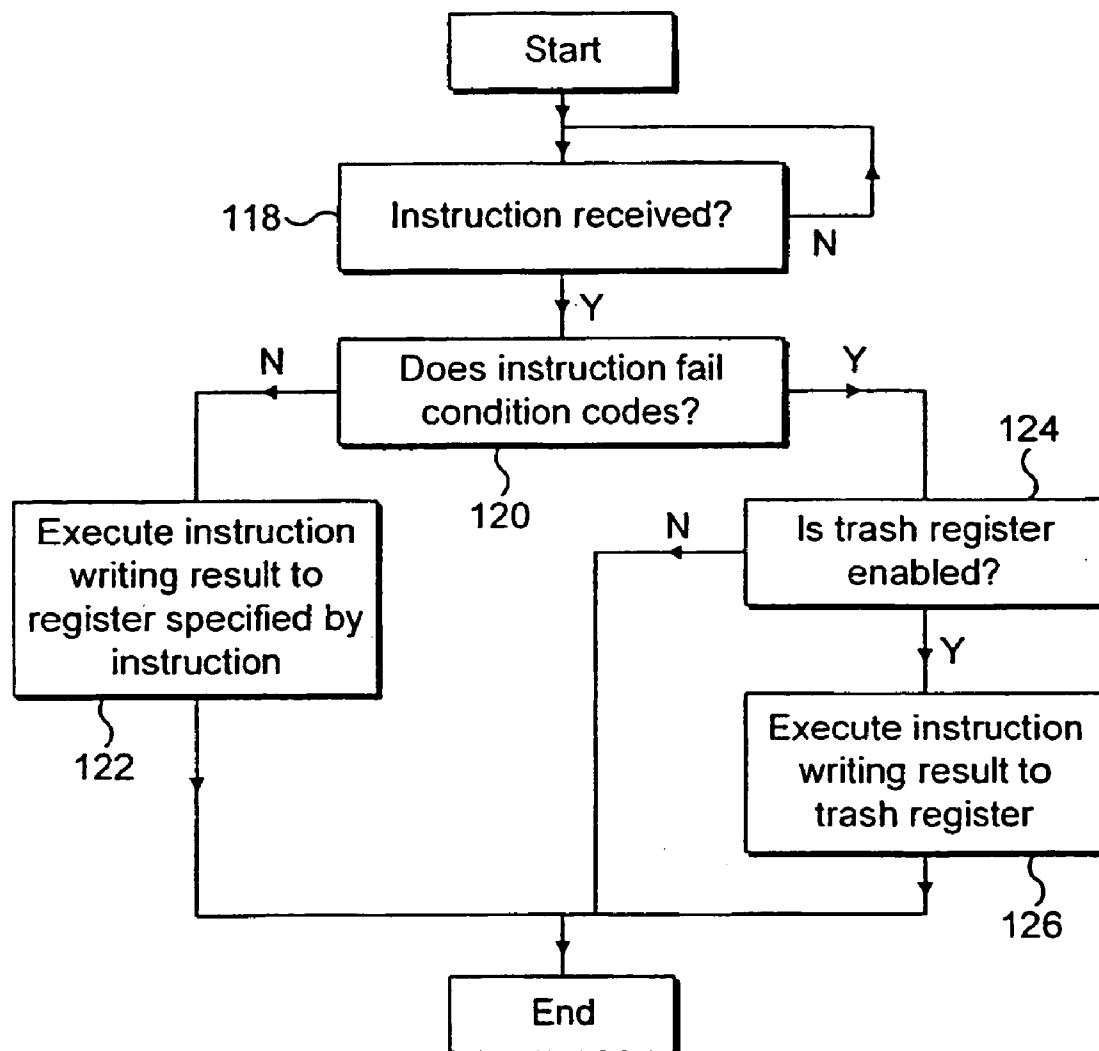 Start
118
Instruction received?
N
Y
N
Does instruction fail
condition codes?
Y
120
124
Execute instruction
writing result to
register specified by
instruction
122
N
Is trash register
enabled?
Y
Execute instruction
writing result to
trash register
126
End